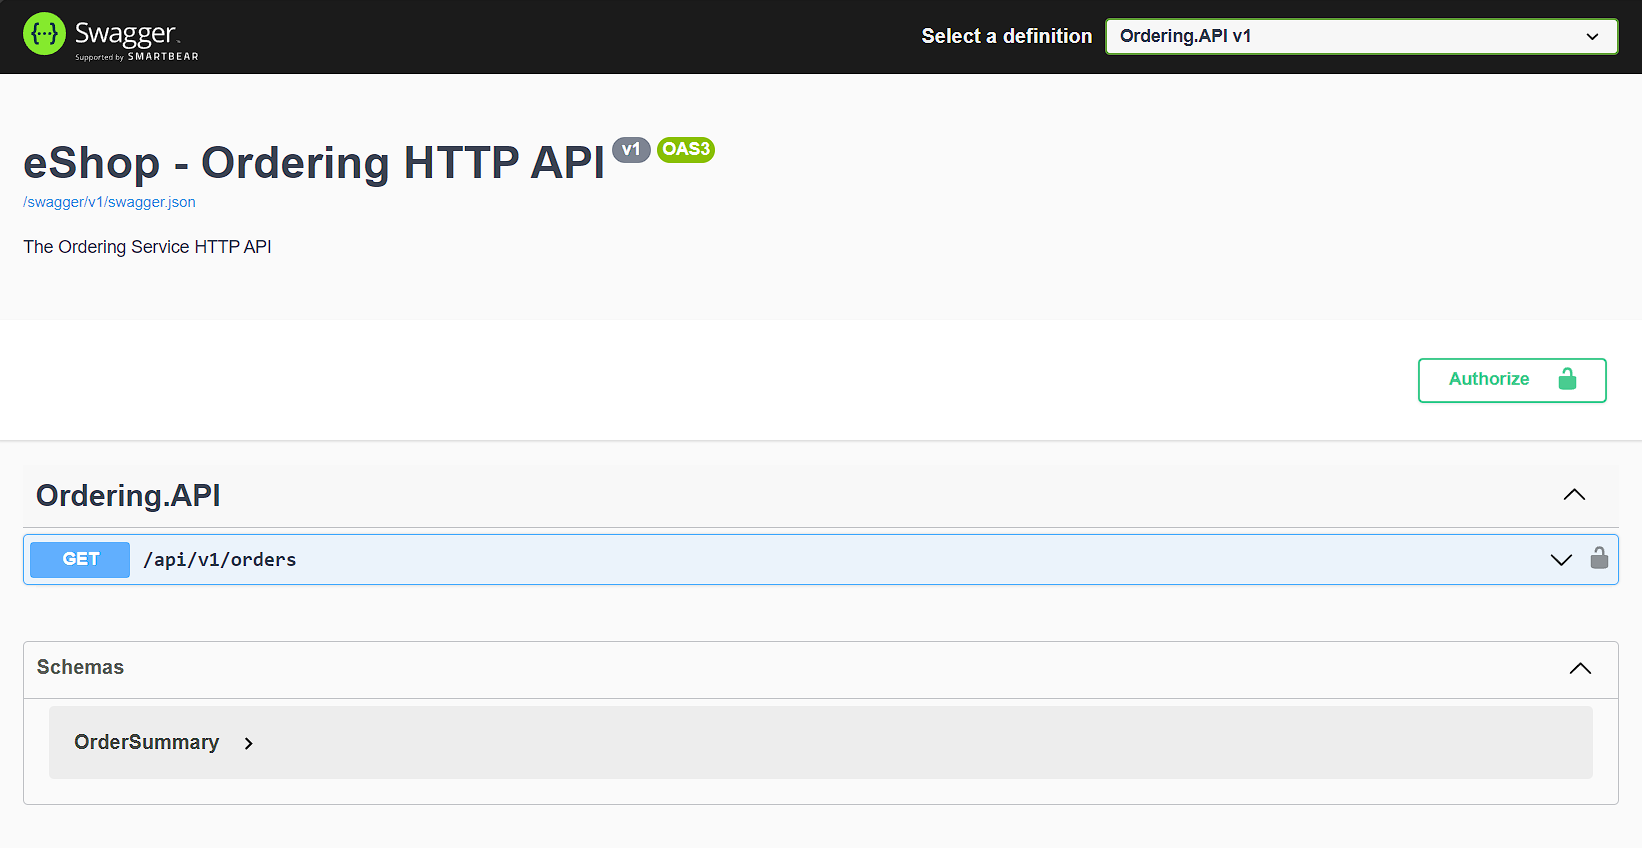 Swagger
Supported by SMARTBEAR
Select a definition
Ordering.API v1
eShop - Ordering HTTP API v1 OAS3
/swagger/v1/swagger.json
The Ordering Service HTTP API
Authorize
Ordering.API
GET /api/v1/orders
Schemas
OrderSummary